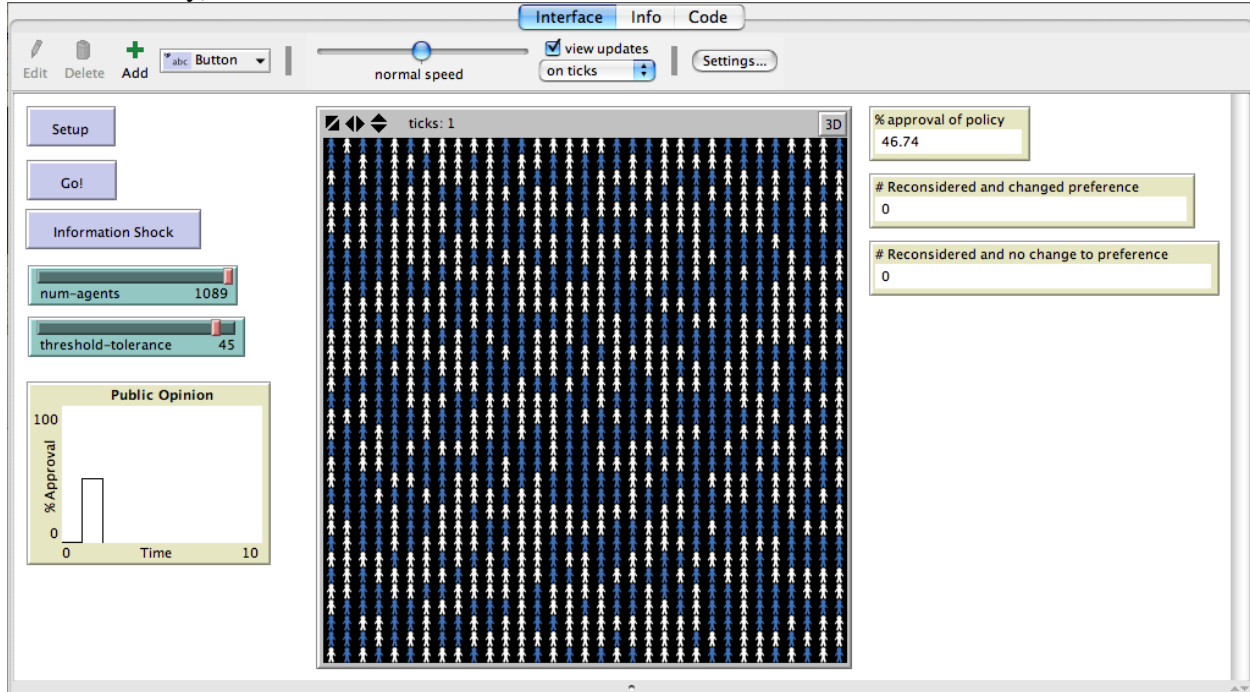 Interface Info Code
Edit Delete Add abc Button normal speed view updates on ticks Settings...
Setup
Go!
Information Shock
num-agents 1089
threshold-tolerance 45
Public Opinion
100
%Approval
0
0 Time 10
ticks: 1 3D
% approval of policy
46.74
# Reconsidered and changed preference
0
# Reconsidered and no change to preference
0